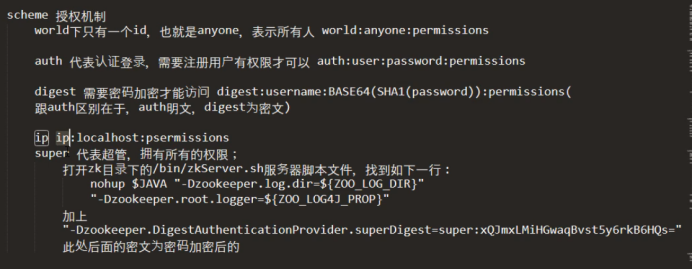 scheme 授权机制
world下只有一个id，也就是anyone，表示所有人 world:anyone:permissions
auth 代表认证登录，需要注册用户有权限才可以 auth:user:password:permissions
digest 需要密码加密才能访问 digest:username:BASE64(SHA1(password)):permissions(
跟auth区别在于，auth明文，digest为密文)
ip ip:localhost:psermissions
super 代表超管，拥有所有的权限；
打开zk目录下的/bin/zkServer.sh服务器脚本文件，找到如下一行：
nohup $JAVA "-Dzookeeper.log.dir=${ZOO_LOG_DIR}"
"-Dzookeeper.root.logger=${ZOO_LOG4J_PROP}"
加上
"-Dzookeeper.DigestAuthenticationProvider.superDigest=super:xQJmxLMiHGwaqBvst5y6rkB6HQs="
此处后面的密文为密码加密后的